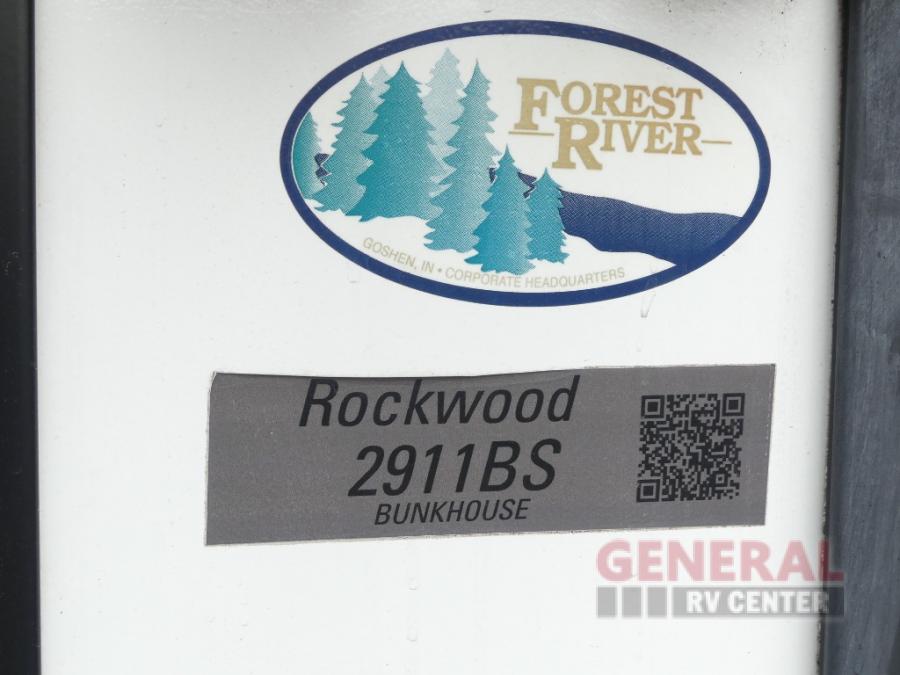 FOREST
RIVER
GOSHEN, IN • CORPORATE HEADQUARTERS
Rockwood
2911BS
BUNKHOUSE
GENERAL
RV CENTER